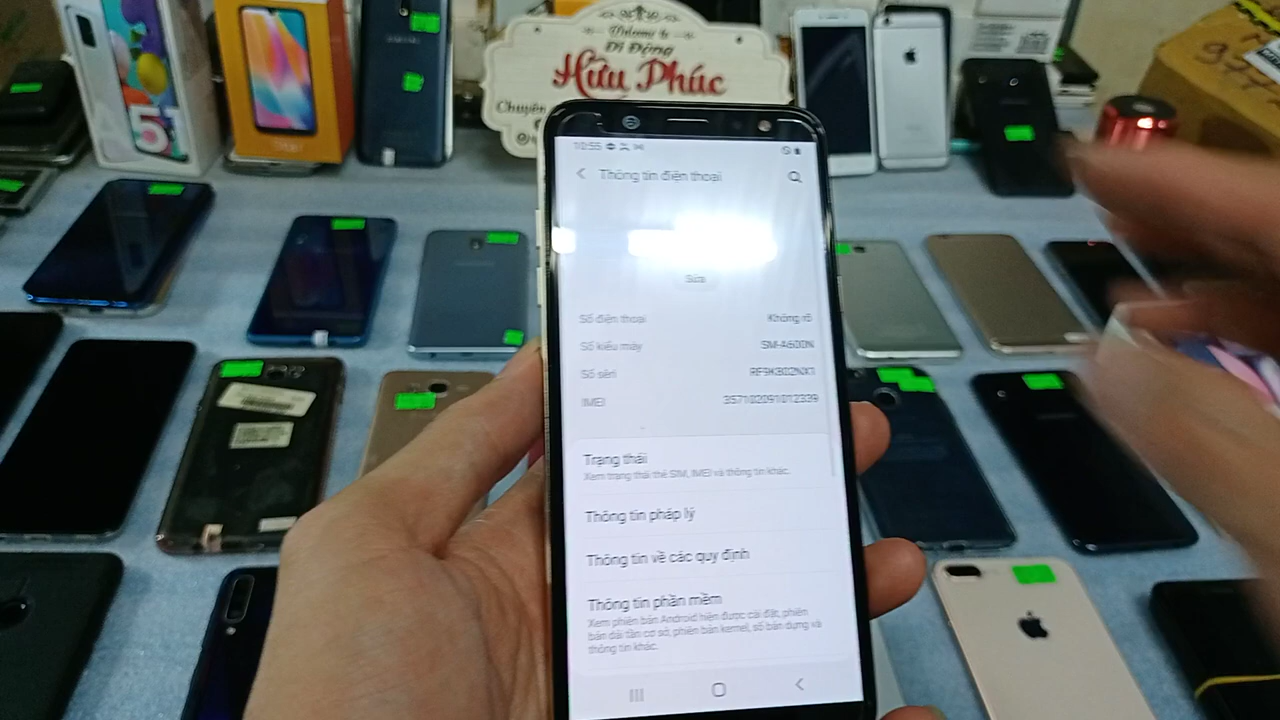 51
Welcome to
Di Động
Hữu Phúc
Chuyên
10:55
Thông tin điện thoại
Sửa
Số điện thoại Không rõ
Số kiểu máy SM-A600N
Số sêri RF9KB02NX1
IMEI 357102091012339
Trạng thái
Xem trạng thái thẻ SIM, IMEI và thông tin khác.
Thông tin pháp lý
Thông tin về các quy định
Thông tin phần mềm
Xem phiên bản Android hiện được cài đặt, phiên
bản dải tần cơ sở, phiên bản kernel, số bản dựng và
thông tin khác.